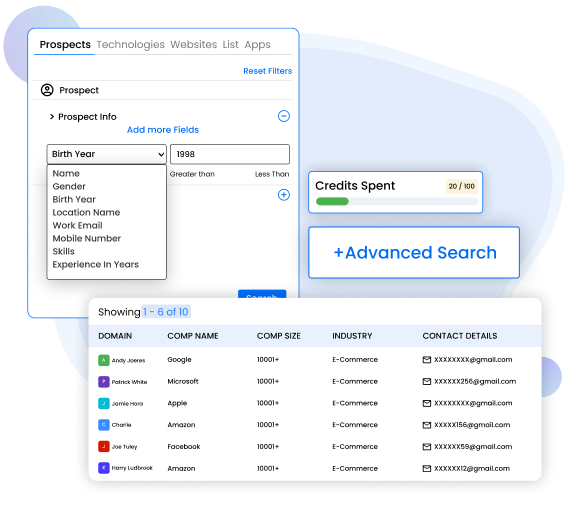 Prospects Technologies Websites List Apps
Reset Filters
Prospect
Prospect Info
Add more Fields
Birth Year 1998
Greater than Less Than
Name
Gender
Birth Year
Location Name
Work Email
Mobile Number
Skills
Experience In Years
Search
Credits Spent 20 / 100
+Advanced Search
Showing 1 - 6 of 10
DOMAIN COMP NAME COMP SIZE INDUSTRY CONTACT DETAILS
A Andy Joeres Google 10001+ E-Commerce XXXXXXXX@gmail.com
P Patrick White Microsoft 10001+ E-Commerce XXXXXX256@gmail.com
J Jamie Hora Apple 10001+ E-Commerce XXXXXXXX@gmail.com
C Charlie Amazon 10001+ E-Commerce XXXXX156@gmail.com
J Joe Tuley Facebook 10001+ E-Commerce XXXXXX59@gmail.com
K Harry Ludbrook Amazon 10001+ E-Commerce XXXXXX12@gmail.com